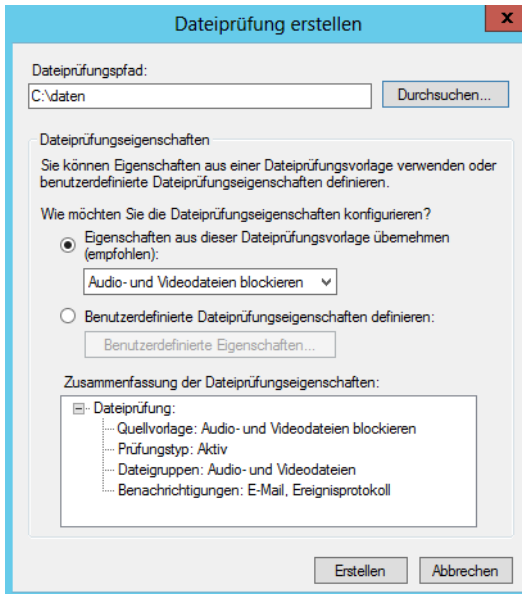 Dateiprüfung erstellen
x
Dateiprüfungspfad:
C:\daten
Durchsuchen...
Dateiprüfungseigenschaften
Sie können Eigenschaften aus einer Dateiprüfungsvorlage verwenden oder
benutzerdefinierte Dateiprüfungseigenschaften definieren.
Wie möchten Sie die Dateiprüfungseigenschaften konfigurieren?
Eigenschaften aus dieser Dateiprüfungsvorlage übernehmen
(empfohlen):
Audio- und Videodateien blockieren
Benutzerdefinierte Dateiprüfungseigenschaften definieren:
Benutzerdefinierte Eigenschaften...
Zusammenfassung der Dateiprüfungseigenschaften:
Dateiprüfung:
Quellvorlage: Audio- und Videodateien blockieren
Prüfungstyp: Aktiv
Dateigruppen: Audio- und Videodateien
Benachrichtigungen: E-Mail, Ereignisprotokoll
Erstellen
Abbrechen